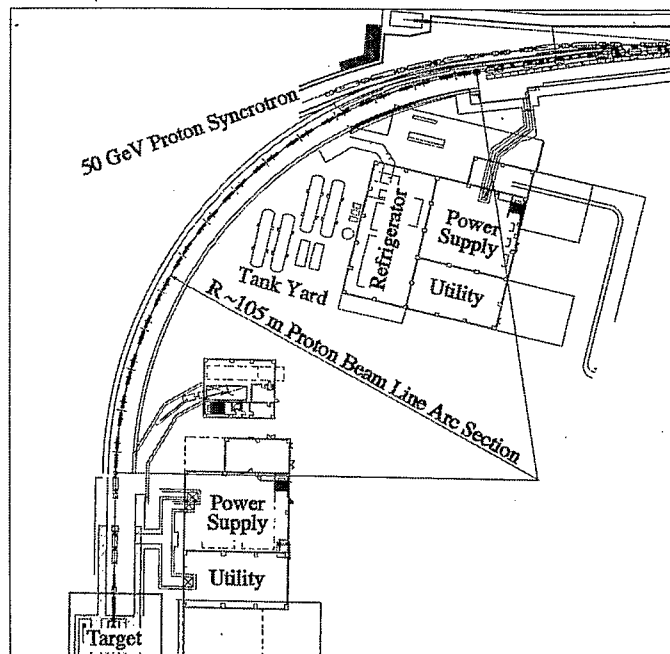 50 GeV Proton Syncrotron
Refrigerator
Power
Supply
Utility
Tank Yard
R ~105 m Proton Beam Line Arc Section
Power
Supply
Utility
Target